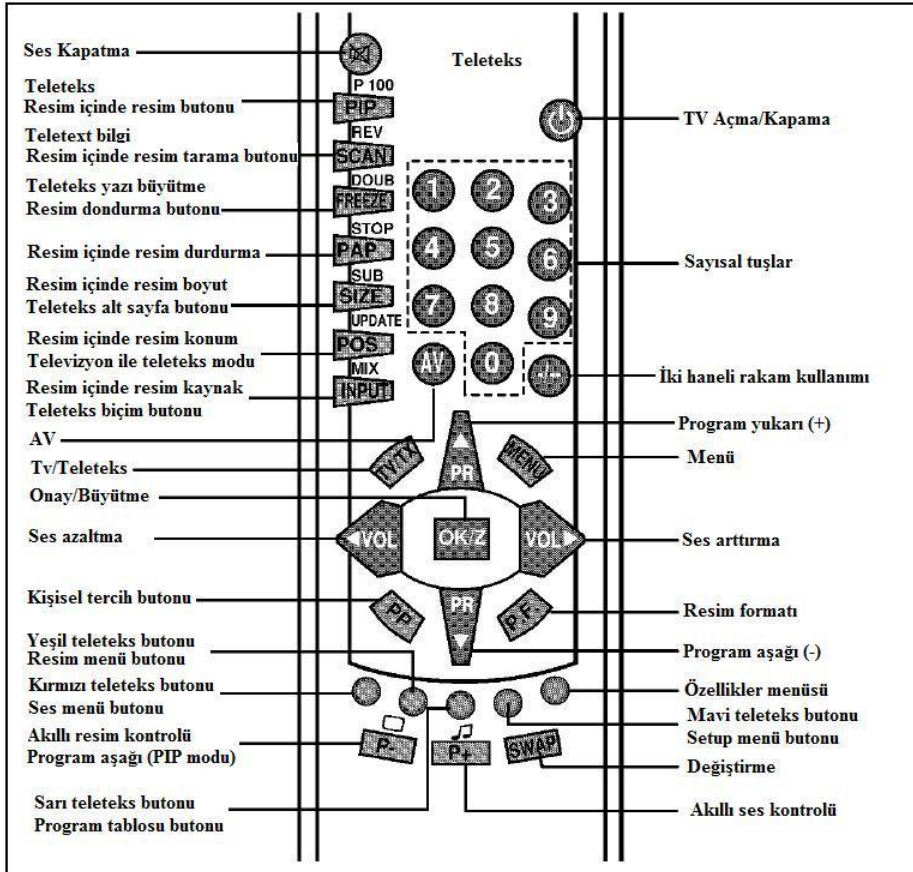 Ses Kapatma
Teleteks
P 100
Teleteks
Resim içinde resim butonu
PIP
TV Açma/Kapama
REV
Teletext bilgi
Resim içinde resim tarama butonu
SCAN
DOUB
Teleteks yazı büyütme
Resim dondurma butonu
FREEZE
1 2 3
STOP
Resim içinde resim durdurma
PAP
4 5 6
Sayısal tuşlar
SUB
Resim içinde resim boyut
Teleteks alt sayfa butonu
SIZE
7 8 9
UPDATE
Resim içinde resim konum
Televizyon ile teleteks modu
POS
AV 0 -/--
İki haneli rakam kullanımı
MIX
Resim içinde resim kaynak
Teleteks biçim butonu
INPUT
AV
Program yukarı (+)
Tv/Teleteks
TV/TX
PR
MENU
Menü
Onay/Büyütme
Ses azaltma
VOL
OK/Z
VOL
Ses arttırma
Kişisel tercih butonu
PP
PR
P.F.
Resim formatı
Yeşil teleteks butonu
Resim menü butonu
Program aşağı (-)
Kırmızı teleteks butonu
Ses menü butonu
Özellikler menüsü
Mavi teleteks butonu
Setup menü butonu
Akıllı resim kontrolü
Program aşağı (PIP modu)
P-
P+
SWAP
Değiştirme
Sarı teleteks butonu
Program tablosu butonu
Akıllı ses kontrolü